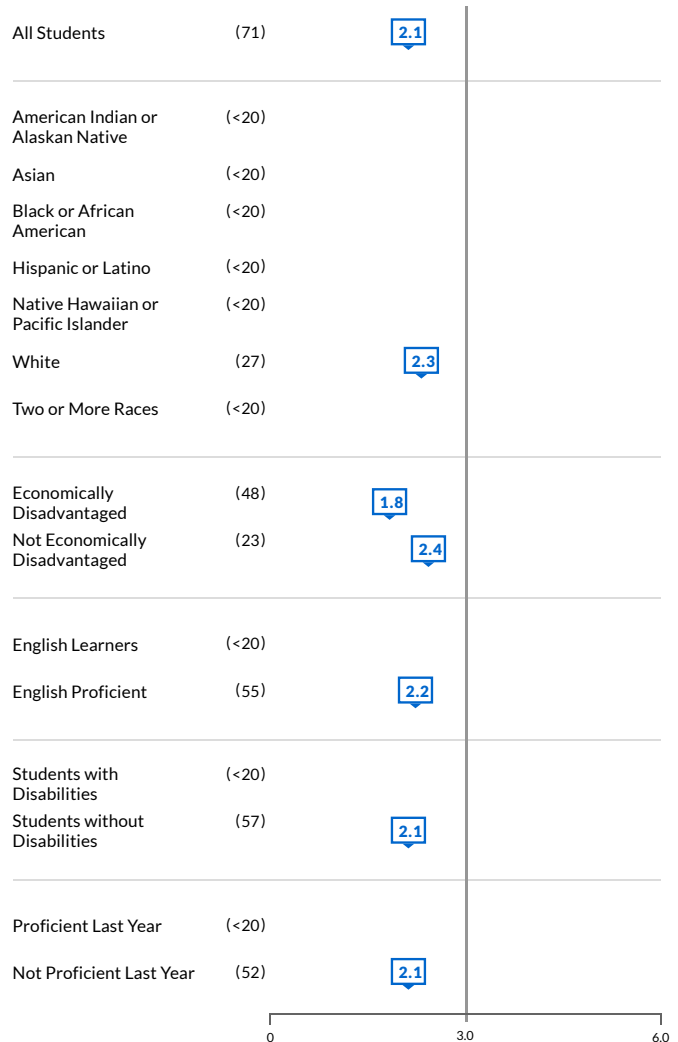 All Students (71) 2.1
American Indian or (<20)
Alaskan Native
Asian (<20)
Black or African (<20)
American
Hispanic or Latino (<20)
Native Hawaiian or (<20)
Pacific Islander
White (27) 2.3
Two or More Races (<20)
Economically (48) 1.8
Disadvantaged
Not Economically (23) 2.4
Disadvantaged
English Learners (<20)
English Proficient (55) 2.2
Students with (<20)
Disabilities
Students without (57) 2.1
Disabilities
Proficient Last Year (<20)
Not Proficient Last Year (52) 2.1
0 3.0 6.0